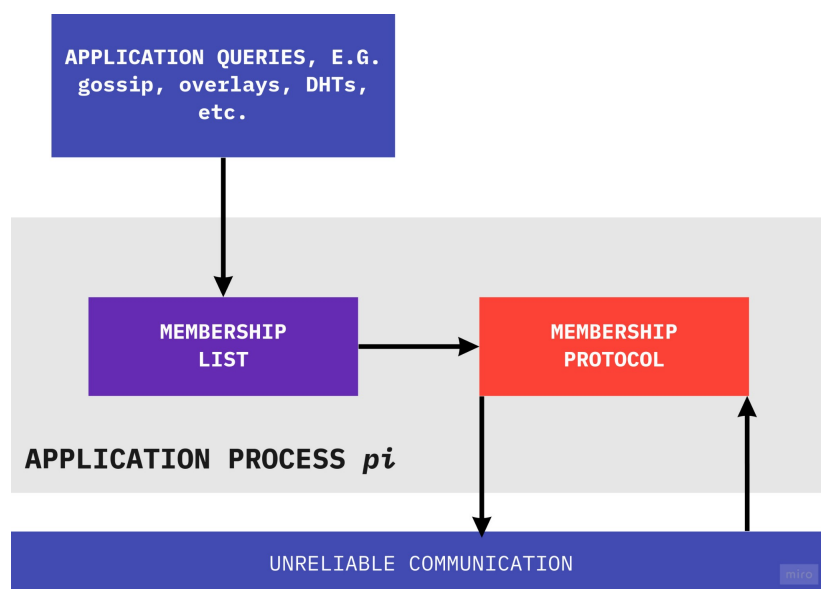 APPLICATION QUERIES, E.G.
gossip, overlays, DHTs,
etc.
MEMBERSHIP
LIST
MEMBERSHIP
PROTOCOL
APPLICATION PROCESS pi
UNRELIABLE COMMUNICATION
miro